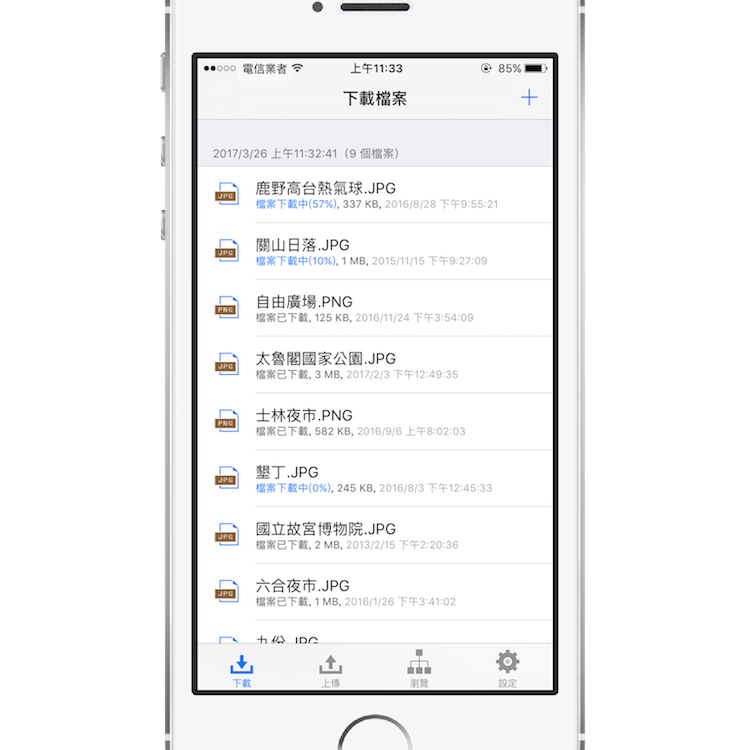 電信業者 上午11:33 85%
下載檔案
2017/3/26 上午11:32:41（9 個檔案）
JPG 鹿野高台熱氣球.JPG
檔案下載中(57%), 337 KB, 2016/8/28 下午9:55:21
JPG 關山日落.JPG
檔案下載中(10%), 1 MB, 2015/11/15 下午9:27:09
PNG 自由廣場.PNG
檔案已下載, 125 KB, 2016/11/24 下午3:54:09
JPG 太魯閣國家公園.JPG
檔案已下載, 3 MB, 2017/2/3 下午12:49:35
PNG 士林夜市.PNG
檔案已下載, 582 KB, 2016/9/6 上午8:02:03
JPG 墾丁.JPG
檔案下載中(0%), 245 KB, 2016/8/3 下午12:45:33
JPG 國立故宮博物院.JPG
檔案已下載, 2 MB, 2013/2/15 下午2:20:36
JPG 六合夜市.JPG
檔案已下載, 1 MB, 2016/1/26 下午3:41:02
九份.JPG
下載 上傳 瀏覽 設定